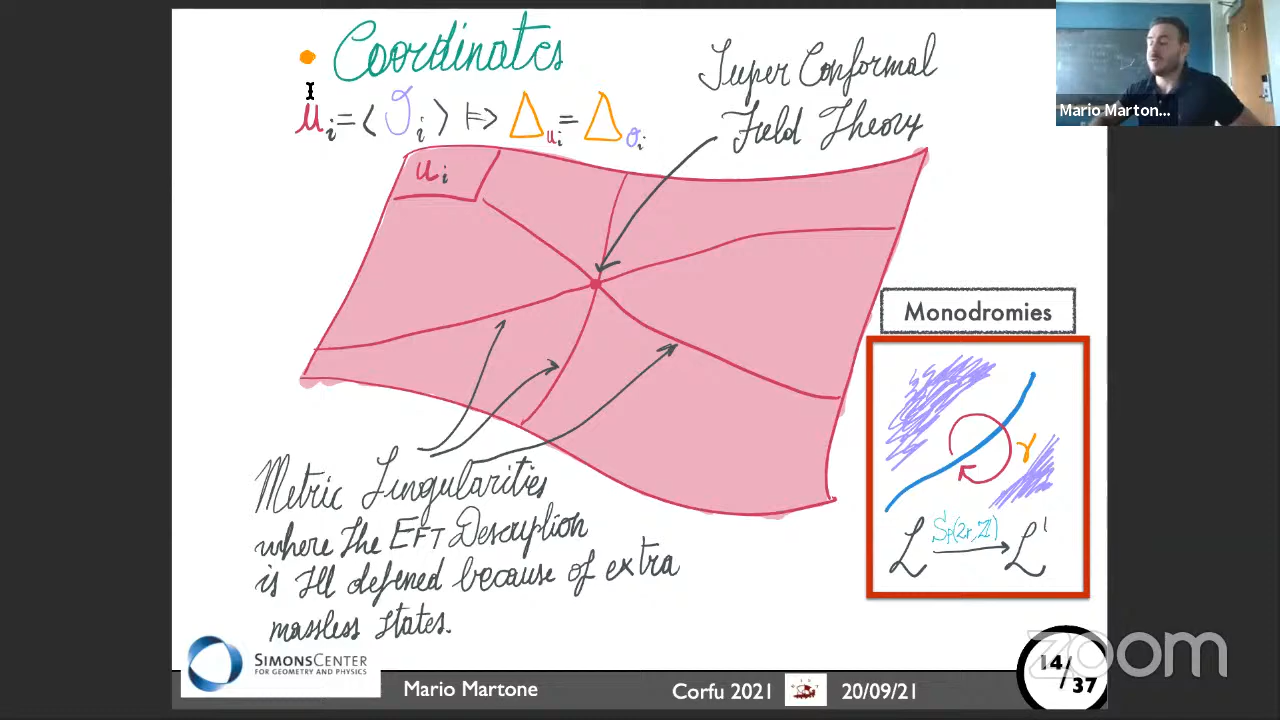 • Coordinates
u_i = ⟨ O_i ⟩ ⊨> Δ_{u_i} = Δ_{O_i}
Super Conformal
Field Theory
Mario Marton...
u_i
Monodromies
γ
Sp(2r,ℤ)
L → L'
Metric Singularities
where the EFT Description
is Ill defined because of extra
massless states.
SIMONSCENTER
FOR GEOMETRY AND PHYSICS
Mario Martone
Corfu 2021
20/09/21
14/
/37
zoom